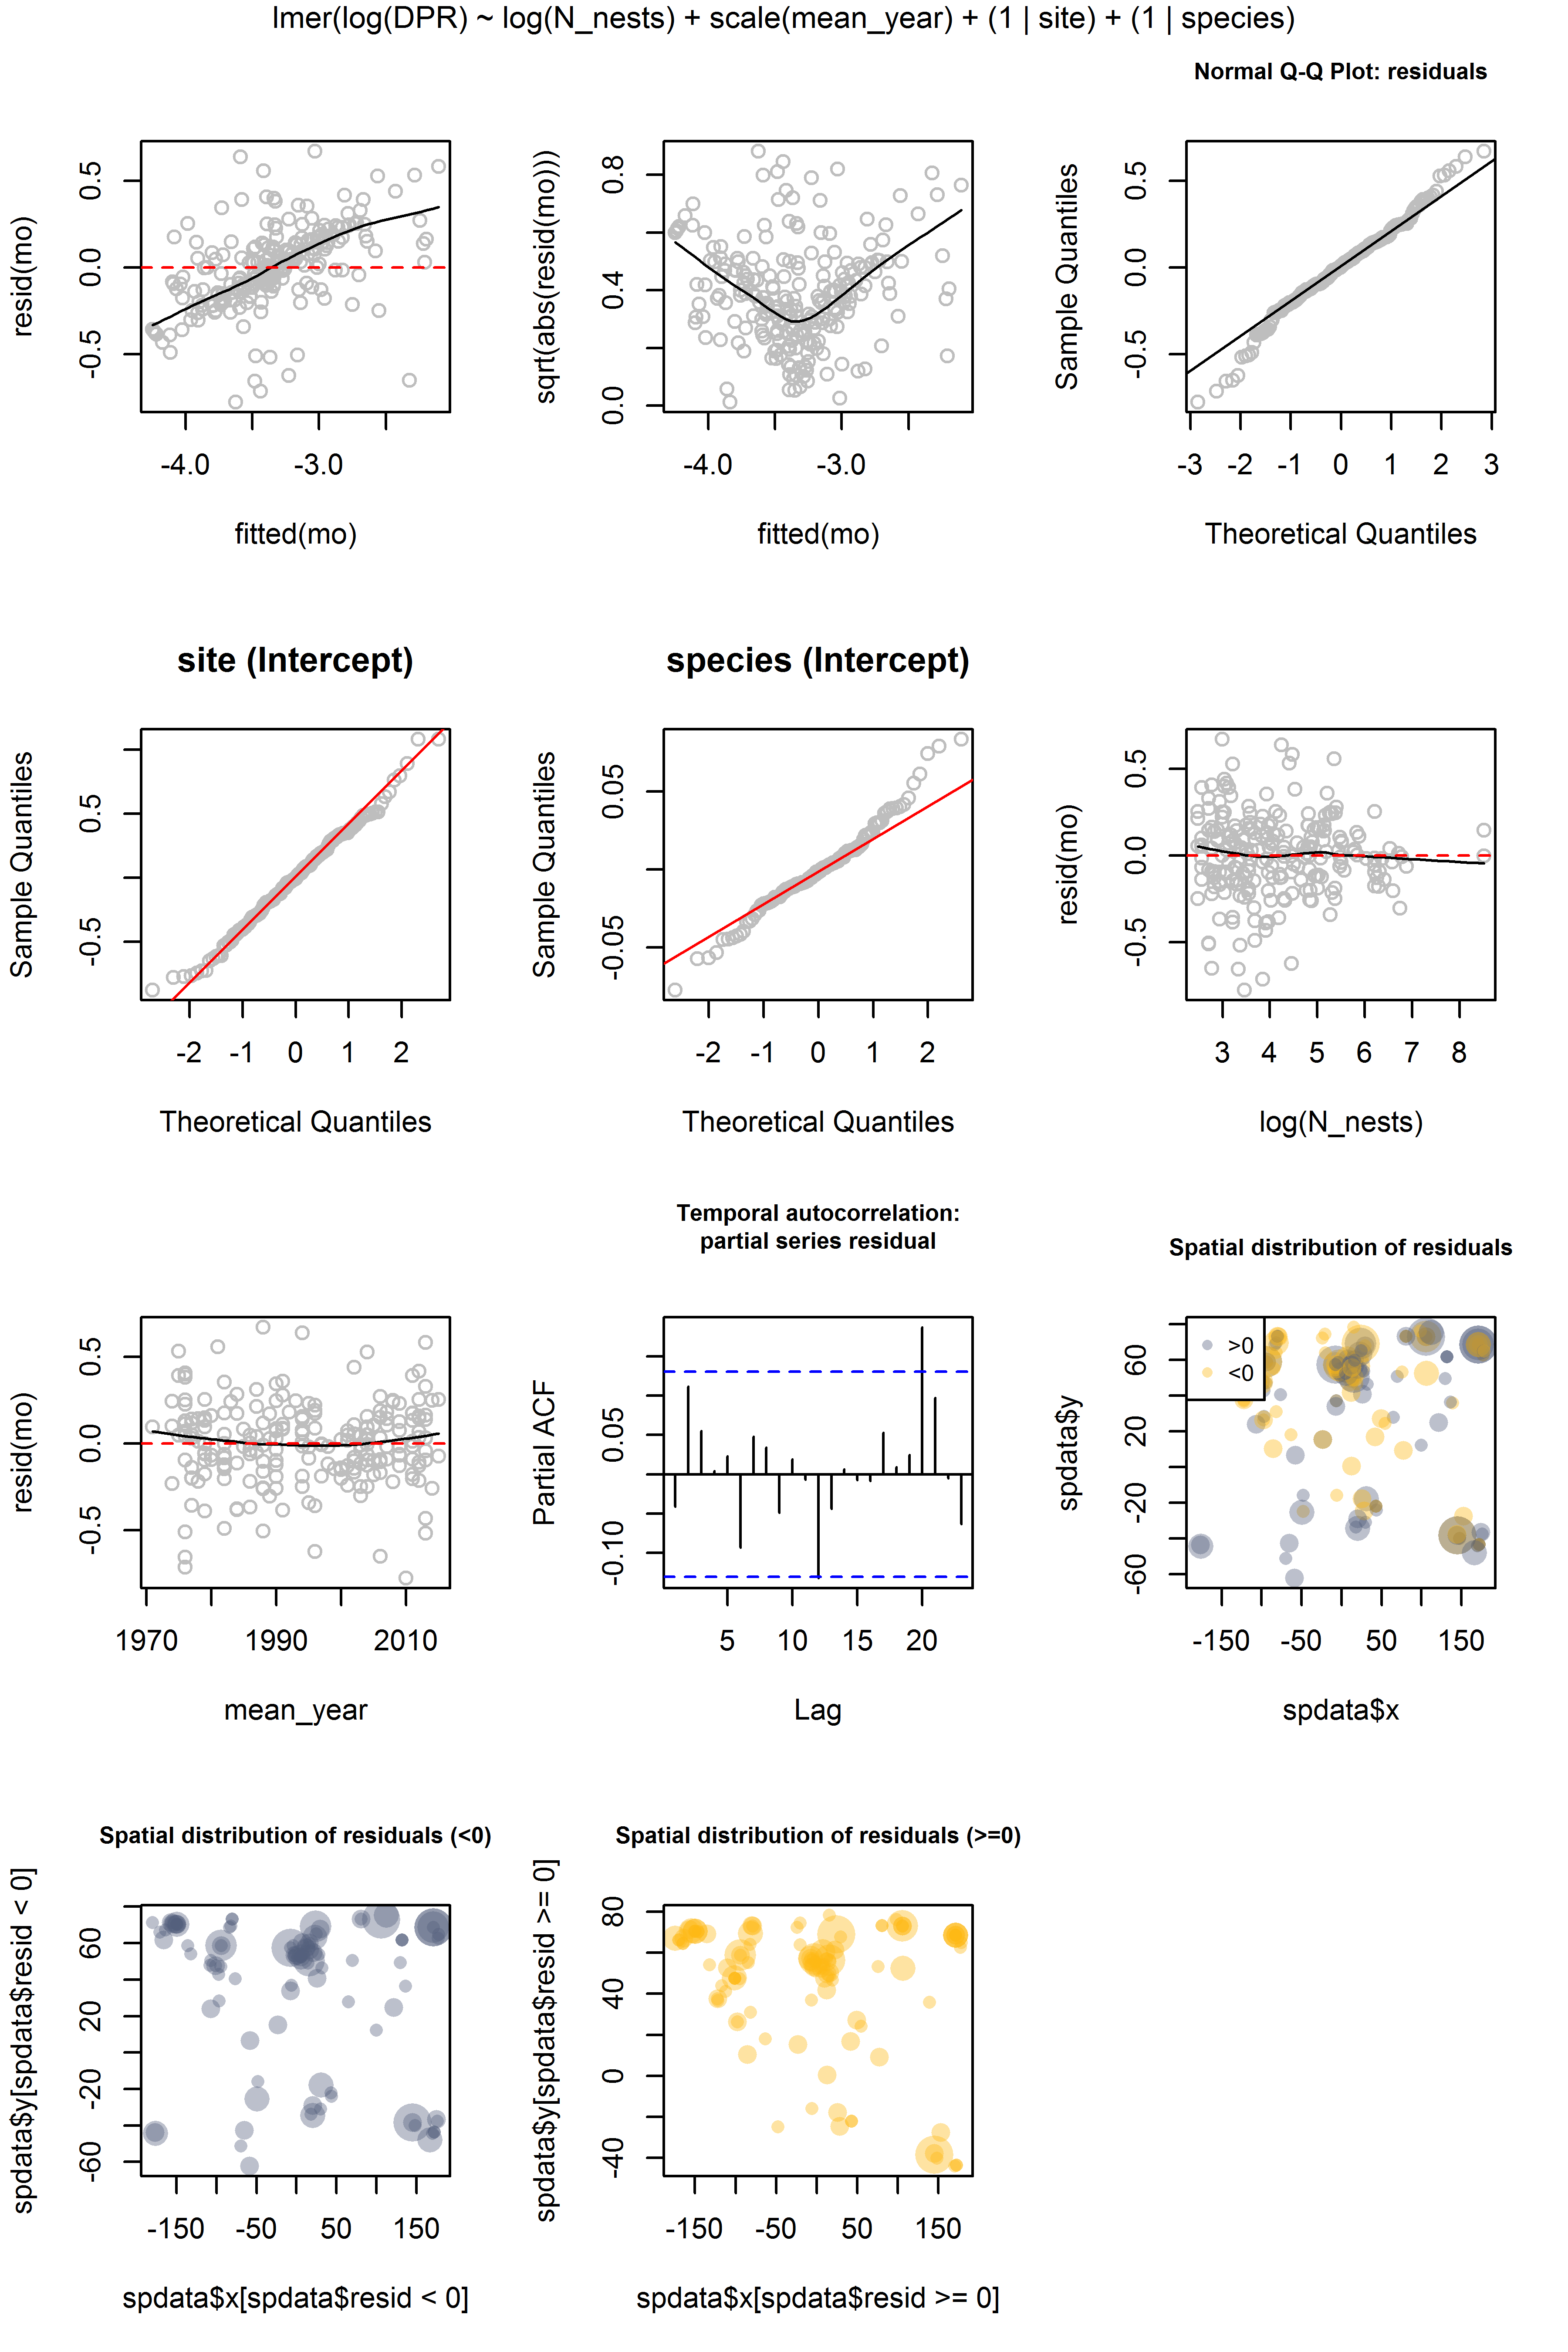 lmer(log(DPR) ~ log(N_nests) + scale(mean_year) + (1 | site) + (1 | species)
Normal Q-Q Plot: residuals
resid(mo)
0.5
0.0
-0.5
-4.0 -3.0
fitted(mo)
sqrt(abs(resid(mo)))
0.8
0.4
0.0
-4.0 -3.0
fitted(mo)
Sample Quantiles
0.5
0.0
-0.5
-3 -2 -1 0 1 2 3
Theoretical Quantiles
site (Intercept)
Sample Quantiles
0.5
-0.5
-2 -1 0 1 2
Theoretical Quantiles
species (Intercept)
Sample Quantiles
0.05
-0.05
-2 0 1 2
Theoretical Quantiles
resid(mo)
0.5
0.0
-0.5
3 4 5 6 7 8
log(N_nests)
resid(mo)
0.5
0.0
-0.5
1970 1990 2010
mean_year
Temporal autocorrelation:
partial series residual
Partial ACF
0.05
-0.10
5 10 15 20
Lag
Spatial distribution of residuals
>0
<0
spdata$y
60
20
-20
-60
-150 -50 50 150
spdata$x
Spatial distribution of residuals (<0)
spdata$y[spdata$resid < 0]
60
20
-20
-60
-150 -50 50 150
spdata$x[spdata$resid < 0]
Spatial distribution of residuals (>=0)
spdata$y[spdata$resid >= 0]
80
40
0
-40
-150 -50 50 150
spdata$x[spdata$resid >= 0]